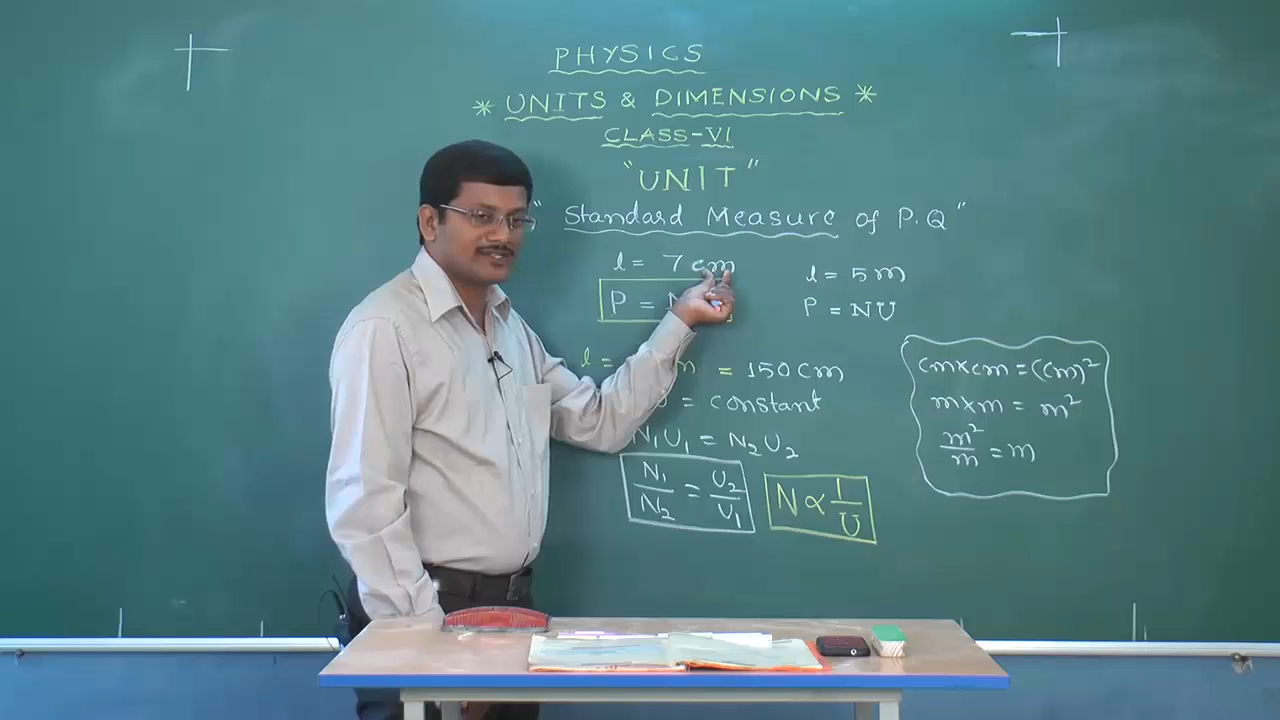 PHYSICS
* UNITS & DIMENSIONS *
CLASS-VI
"UNIT"
" Standard Measure of P.Q"
l = 7 cm
P =
l = 5 m
P = NU
l =
m = 150 cm
= constant
N₁U₁ = N₂U₂
N₁/N₂ = U₂/U₁
N ∝ 1/U
cm×cm = (cm)²
m×m = m²
m²/m = m